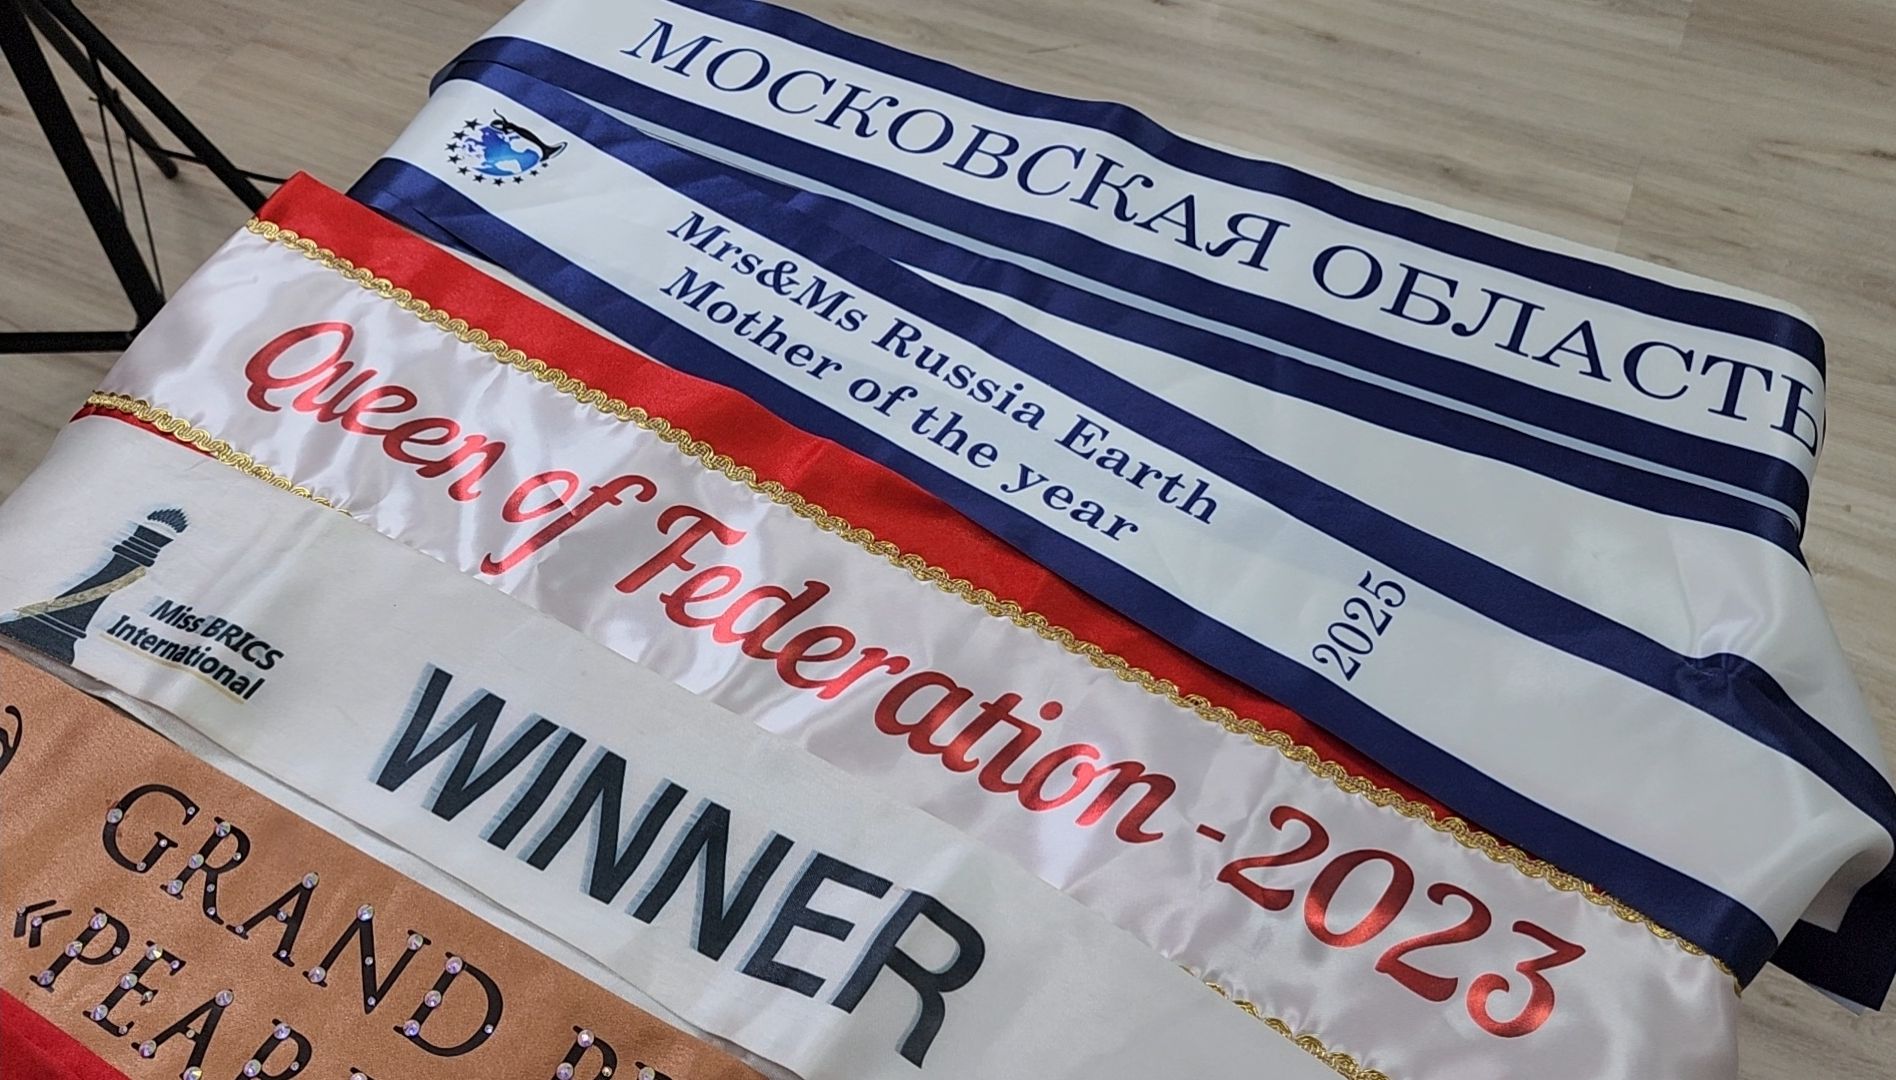 МОСКОВСКАЯ ОБЛАСТЬ
Mrs&Ms Russia Earth
Mother of the year
2025
Queen of Federation - 2023
Miss BRICS
International
WINNER
GRAND